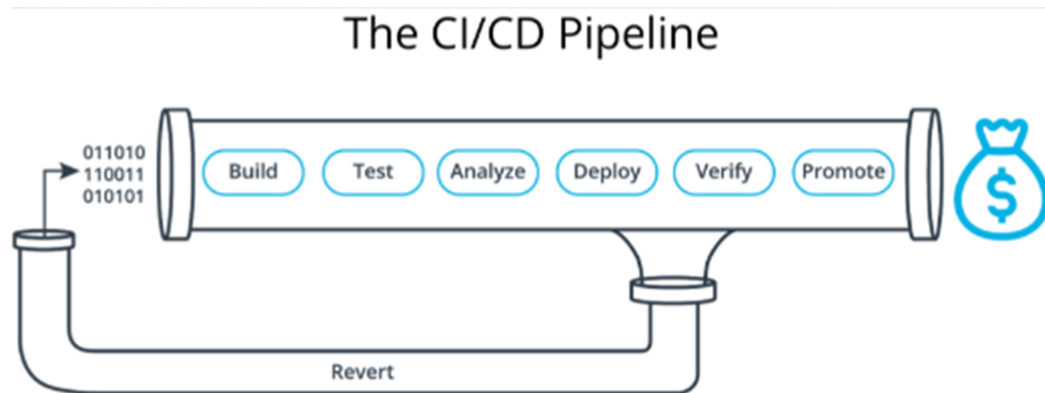 The CI/CD Pipeline
011010
110011
010101
Build Test Analyze Deploy Verify Promote
$
Revert